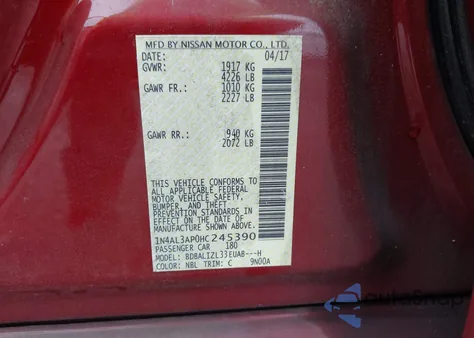 MFD BY NISSAN MOTOR CO., LTD.
DATE: 04/17
GVWR: 1917 KG
4226 LB
GAWR FR.: 1010 KG
2227 LB
GAWR RR.: 940 KG
2072 LB
THIS VEHICLE CONFORMS TO
ALL APPLICABLE FEDERAL
MOTOR VEHICLE SAFETY,
BUMPER, AND THEFT
PREVENTION STANDARDS
IN EFFECT ON THE DATE OF
MANUFACTURE SHOWN ABOVE.
1N4AL3AP0HC245390
PASSENGER CAR 180
MODEL: BDBALIZL33EUAB---H
COLOR: NBL TRIM: C 9N00A
AutoSnap